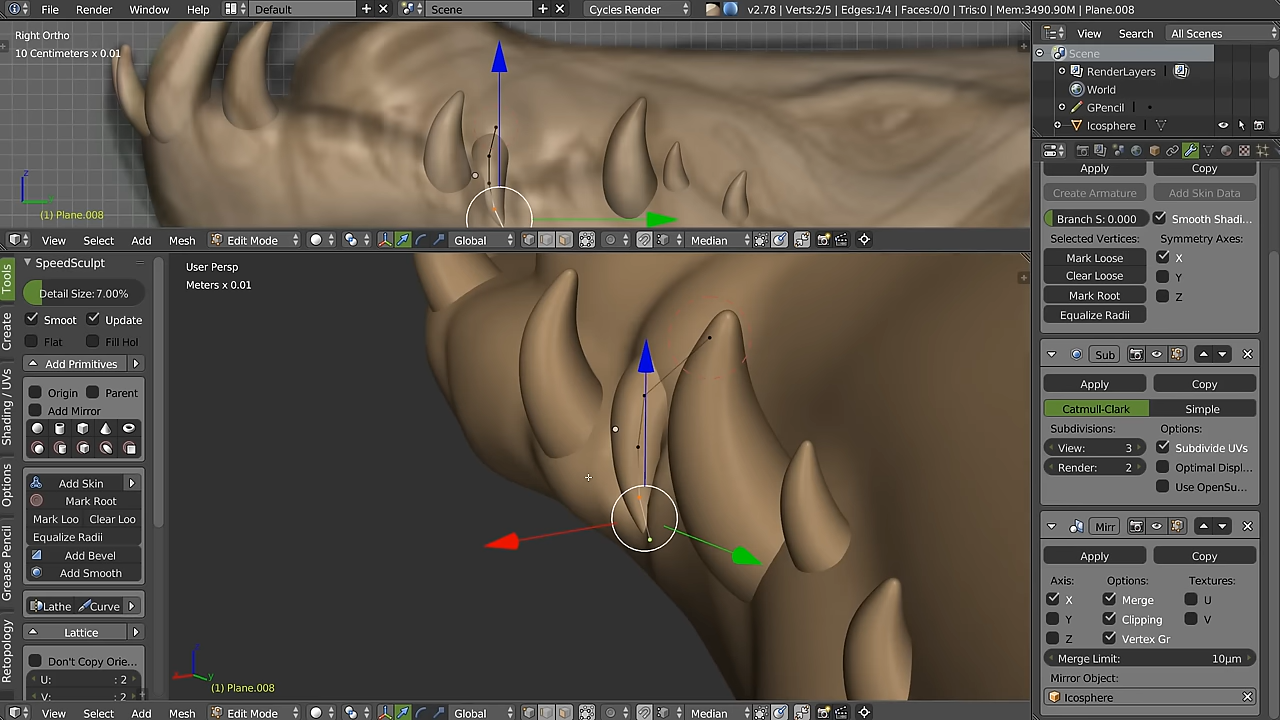 File Render Window Help Default Scene Cycles Render v2.78 | Verts:2/5 | Edges:1/4 | Faces:0/0 | Tris:0 | Mem:3490.90M | Plane.008
Right Ortho
10 Centimeters x 0.01
z
(1) Plane.008
View Select Add Mesh Edit Mode Global Median
Tools
Create
Shading / UVs
Options
Grease Pencil
Retopology
SpeedSculpt
Detail Size:7.00%
Smoot Update
Flat Fill Hol
Add Primitives
Origin Parent
Add Mirror
Add Skin
Mark Root
Mark Loo Clear Loo
Equalize Radii
Add Bevel
Add Smooth
Lathe Curve
Lattice
Don't Copy Orie...
U: : 2
V: : 2
User Persp
Meters x 0.01
z
y
(1) Plane.008
View Select Add Mesh Edit Mode Global Median
View Search All Scenes
Scene
RenderLayers
World
GPencil
Icosphere
Apply Copy
Create Armature Add Skin Data
Branch S: 0.000 Smooth Shadi...
Selected Vertices: Symmetry Axes:
Mark Loose X
Clear Loose Y
Mark Root Z
Equalize Radii
Sub
Apply Copy
Catmull-Clark Simple
Subdivisions: Options:
View: 3 Subdivide UVs
Render: 2 Optimal Displ...
Use OpenSu...
Mirr
Apply Copy
Axis: Options: Textures:
X Merge U
Y Clipping V
Z Vertex Gr
Merge Limit: 10µm
Mirror Object:
Icosphere